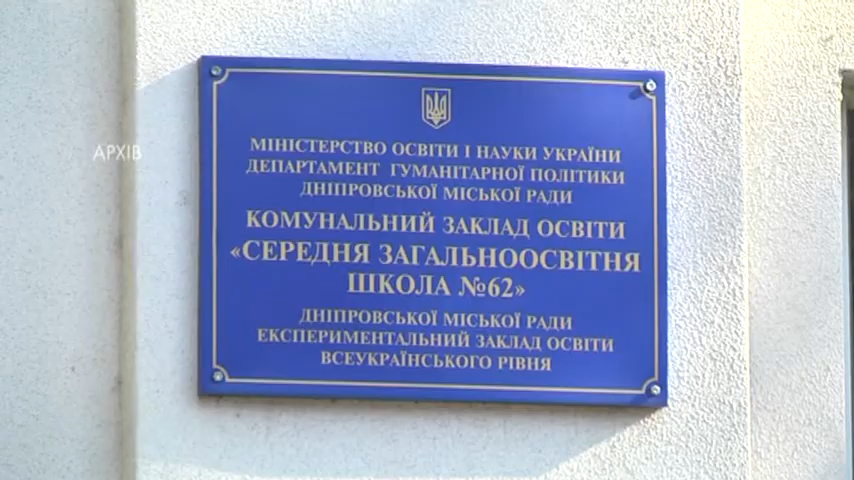 АРХІВ
МІНІСТЕРСТВО ОСВІТИ І НАУКИ УКРАЇНИ
ДЕПАРТАМЕНТ ГУМАНІТАРНОЇ ПОЛІТИКИ
ДНІПРОВСЬКОЇ МІСЬКОЇ РАДИ
КОМУНАЛЬНИЙ ЗАКЛАД ОСВІТИ
«СЕРЕДНЯ ЗАГАЛЬНООСВІТНЯ
ШКОЛА №62»
ДНІПРОВСЬКОЇ МІСЬКОЇ РАДИ
ЕКСПЕРИМЕНТАЛЬНИЙ ЗАКЛАД ОСВІТИ
ВСЕУКРАЇНСЬКОГО РІВНЯ